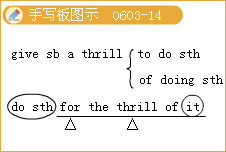 手写板图示 0603-14
give sb a thrill { to do sth
of doing sth
do sth for the thrill of it